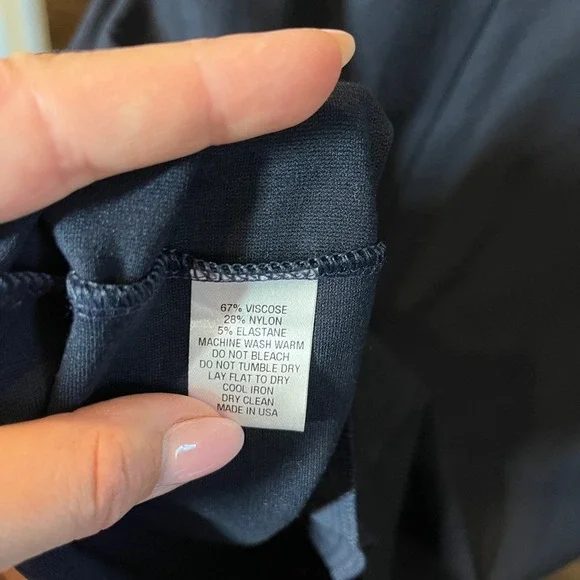 67% VISCOSE
28% NYLON
5% ELASTANE
MACHINE WASH WARM
DO NOT BLEACH
DO NOT TUMBLE DRY
LAY FLAT TO DRY
COOL IRON
DRY CLEAN
MADE IN USA